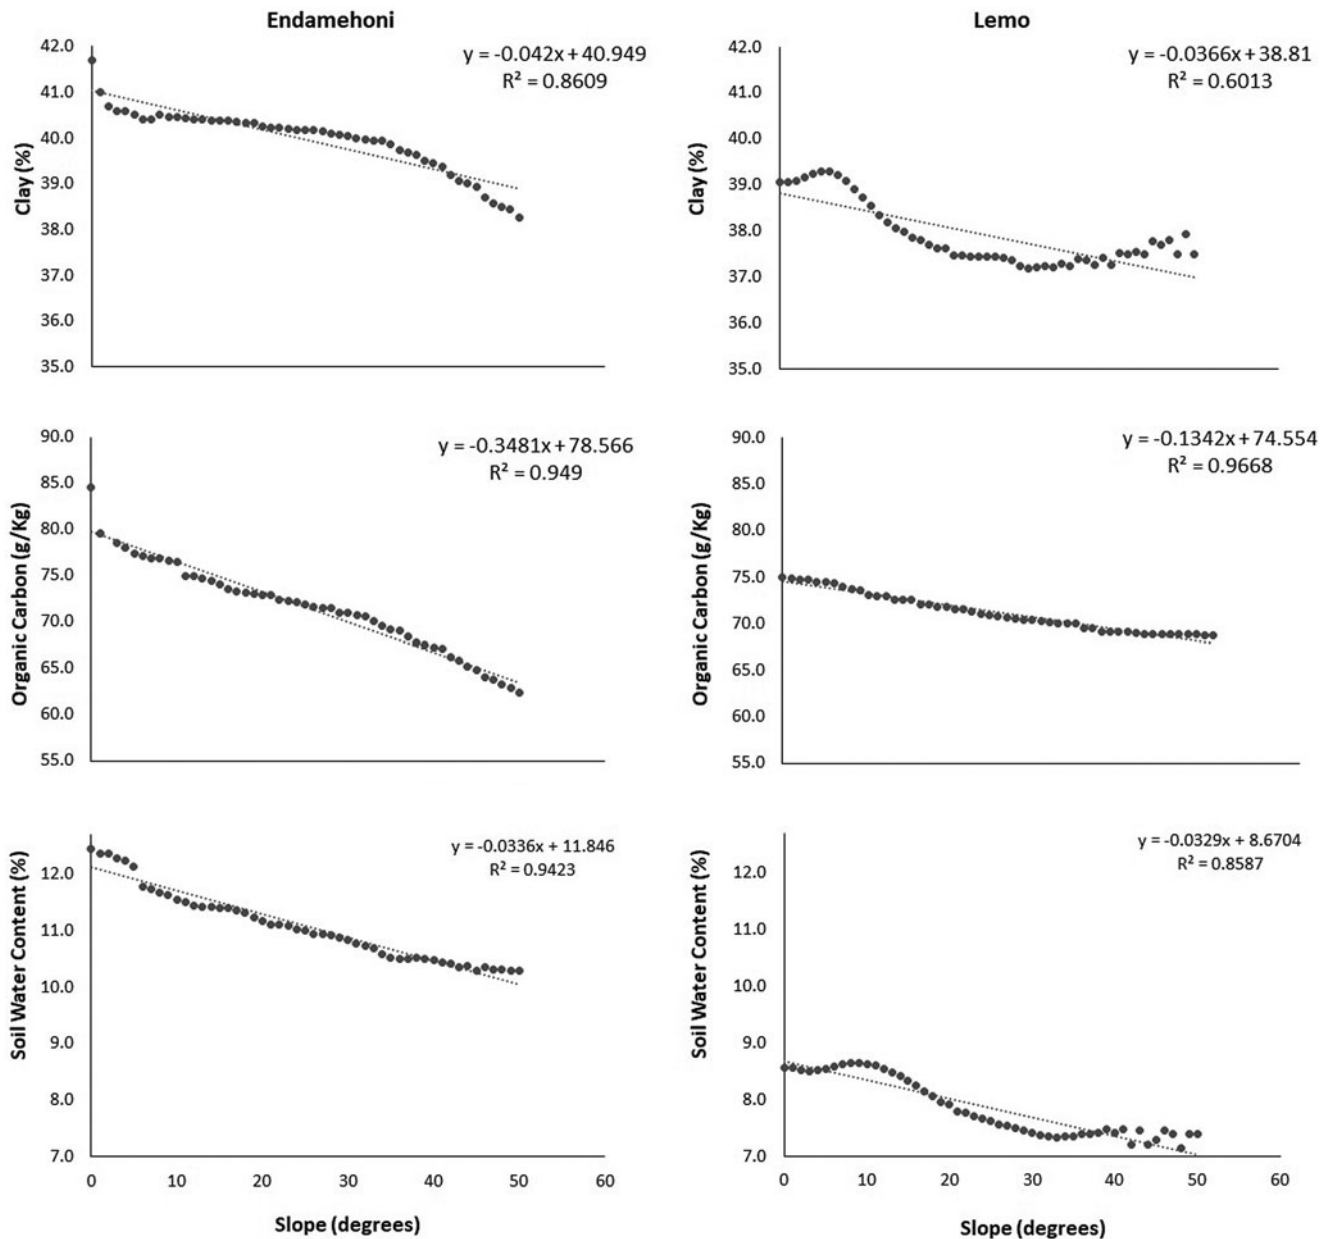 Endamehoni
Lemo
y = -0.042x + 40.949
R² = 0.8609
42.0
41.0
40.0
39.0
38.0
37.0
36.0
35.0
Clay (%)
y = -0.0366x + 38.81
R² = 0.6013
42.0
41.0
40.0
39.0
38.0
37.0
36.0
35.0
Clay (%)
y = -0.3481x + 78.566
R² = 0.949
90.0
85.0
80.0
75.0
70.0
65.0
60.0
55.0
Organic Carbon (g/Kg)
y = -0.1342x + 74.554
R² = 0.9668
90.0
85.0
80.0
75.0
70.0
65.0
60.0
55.0
Organic Carbon (g/Kg)
y = -0.0336x + 11.846
R² = 0.9423
12.0
11.0
10.0
9.0
8.0
7.0
Soil Water Content (%)
0 10 20 30 40 50 60
Slope (degrees)
y = -0.0329x + 8.6704
R² = 0.8587
12.0
11.0
10.0
9.0
8.0
7.0
Soil Water Content (%)
0 10 20 30 40 50 60
Slope (degrees)